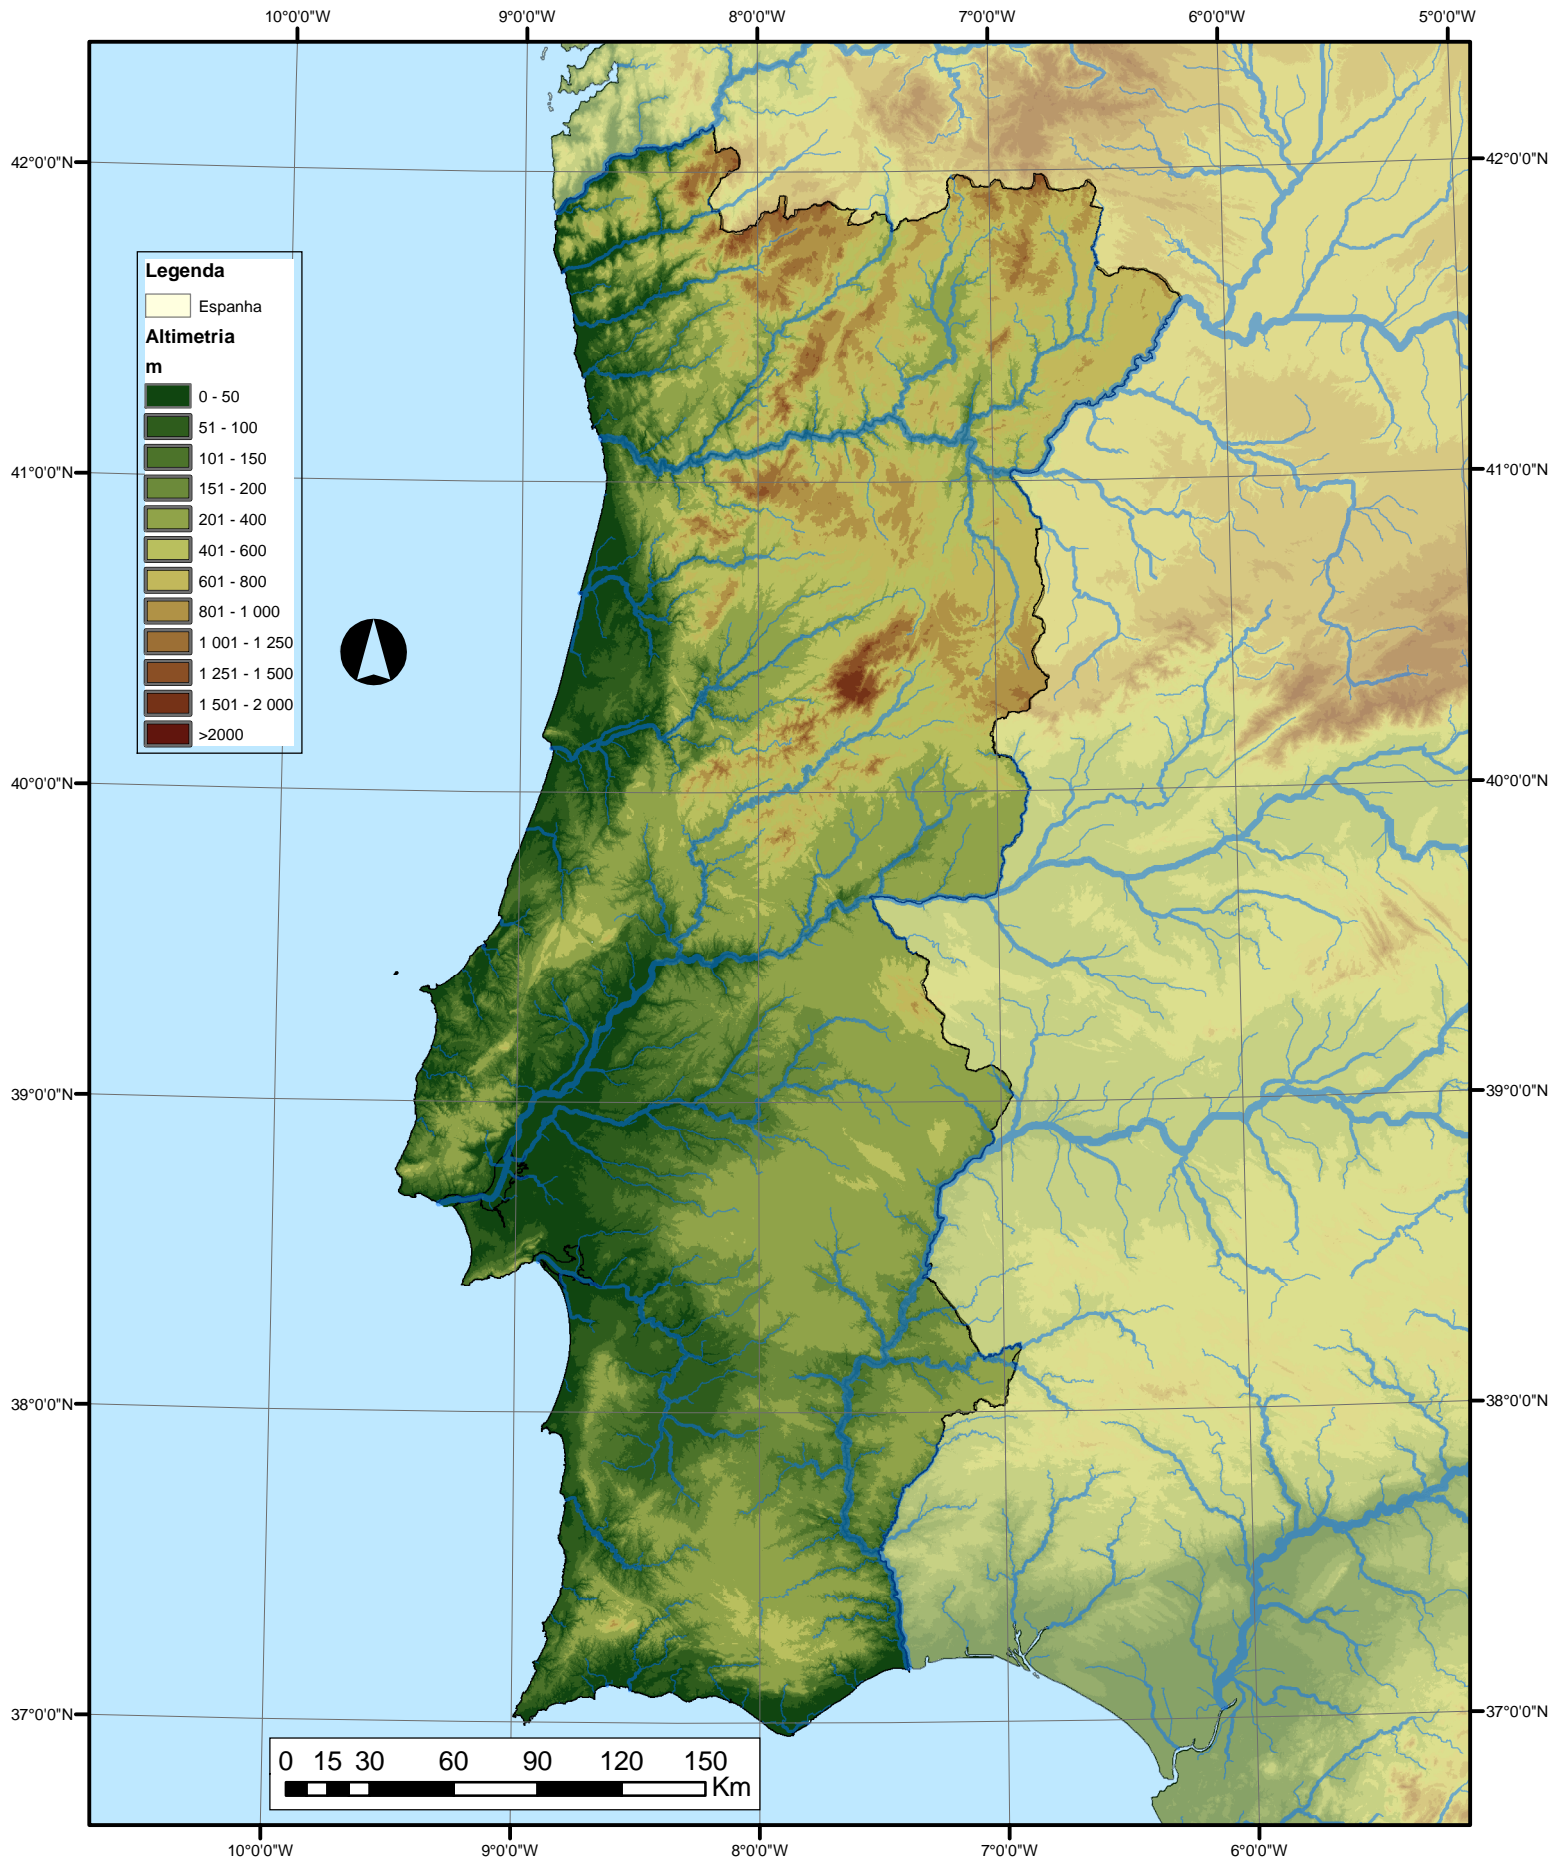 10°0'0"W 9°0'0"W 8°0'0"W 7°0'0"W 6°0'0"W 5°0'0"W
42°0'0"N 42°0'0"N
Legenda
Espanha
Altimetria
m
0 - 50
51 - 100
101 - 150
151 - 200
201 - 400
401 - 600
601 - 800
801 - 1 000
1 001 - 1 250
1 251 - 1 500
1 501 - 2 000
>2000
41°0'0"N 41°0'0"N
40°0'0"N 40°0'0"N
39°0'0"N 39°0'0"N
38°0'0"N 38°0'0"N
37°0'0"N 37°0'0"N
0 15 30 60 90 120 150
Km
10°0'0"W 9°0'0"W 8°0'0"W 7°0'0"W 6°0'0"W